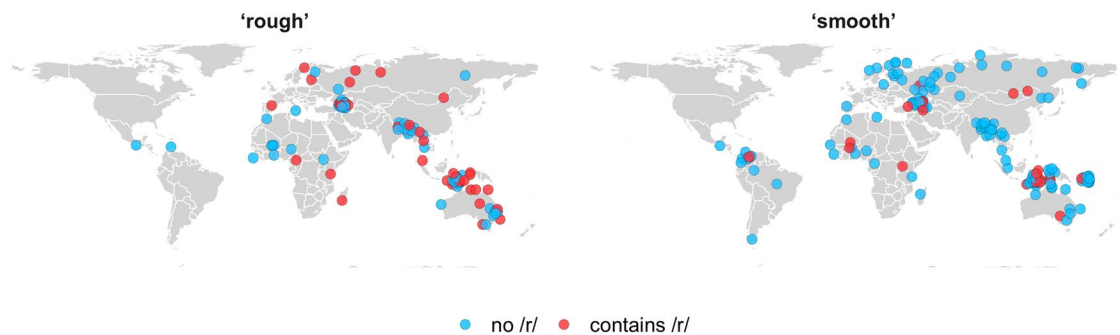 ‘rough’
‘smooth’
no /r/
contains /r/